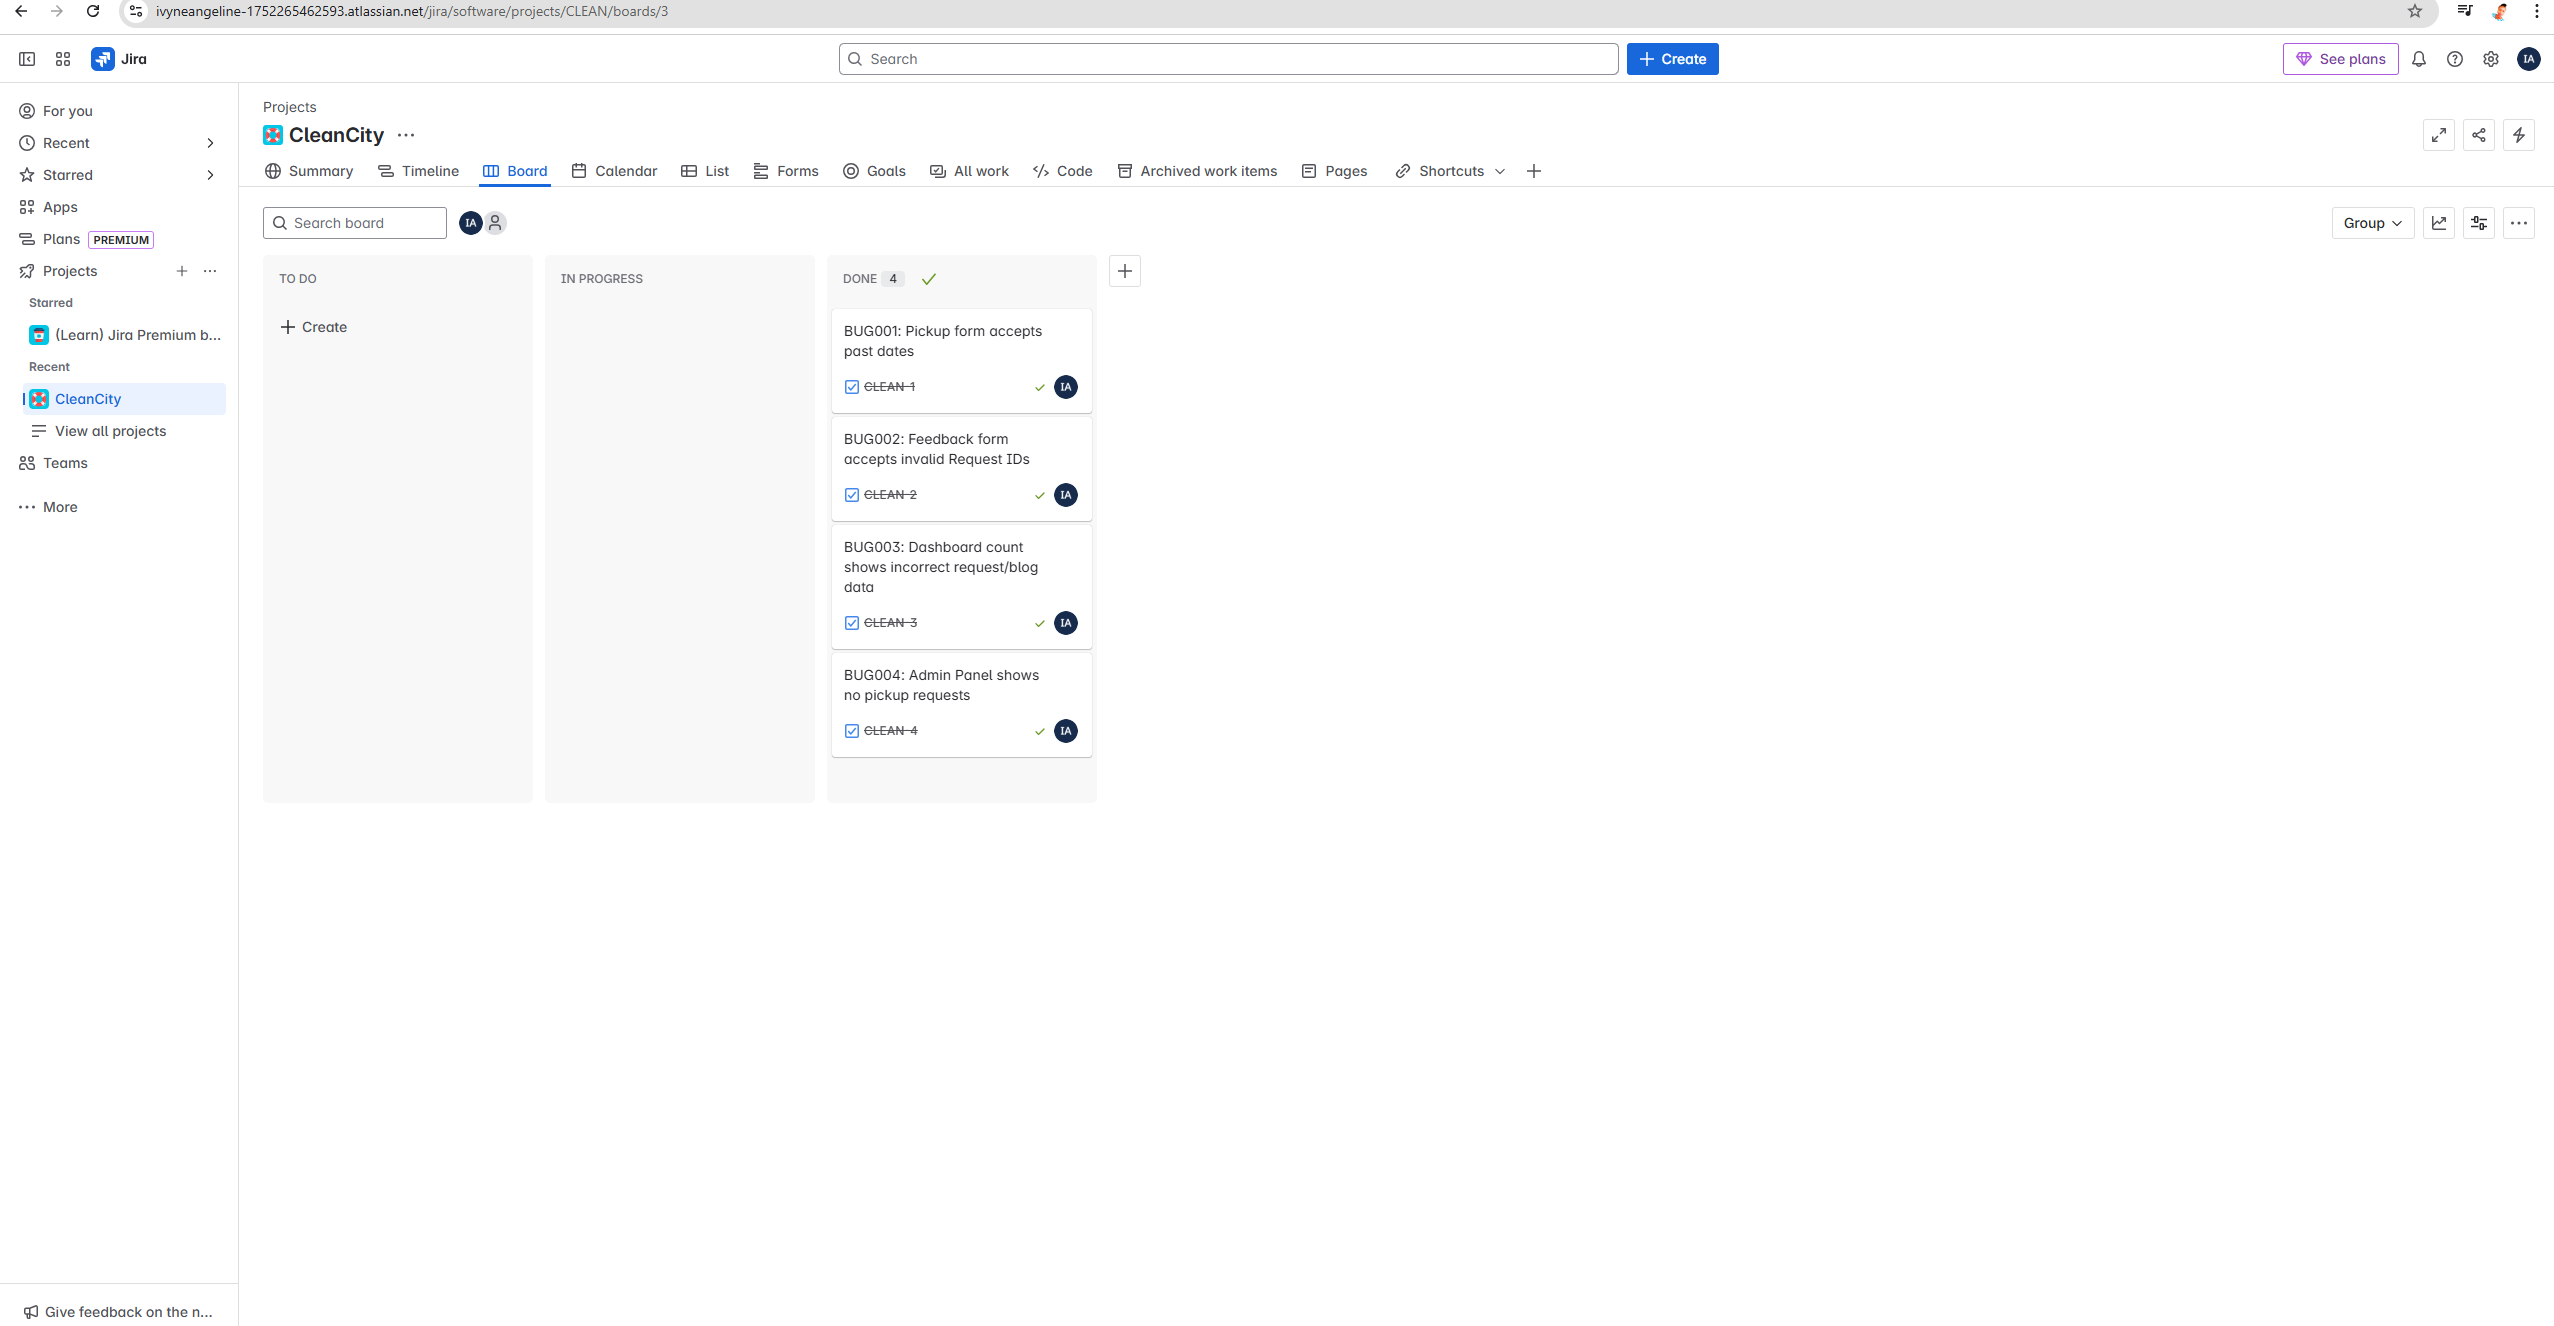 ivyneangeline-1752265462593.atlassian.net/jira/software/projects/CLEAN/boards/3
Jira
Search
Create
See plans
IA
For you
Recent
Starred
Apps
Plans PREMIUM
Projects
Starred
(Learn) Jira Premium b...
Recent
CleanCity
View all projects
Teams
More
Give feedback on the n...
Projects
CleanCity
Summary Timeline Board Calendar List Forms Goals All work Code Archived work items Pages Shortcuts
Search board
IA
Group
TO DO
Create
IN PROGRESS
DONE 4
BUG001: Pickup form accepts
past dates
CLEAN-1 IA
BUG002: Feedback form
accepts invalid Request IDs
CLEAN-2 IA
BUG003: Dashboard count
shows incorrect request/blog
data
CLEAN-3 IA
BUG004: Admin Panel shows
no pickup requests
CLEAN-4 IA